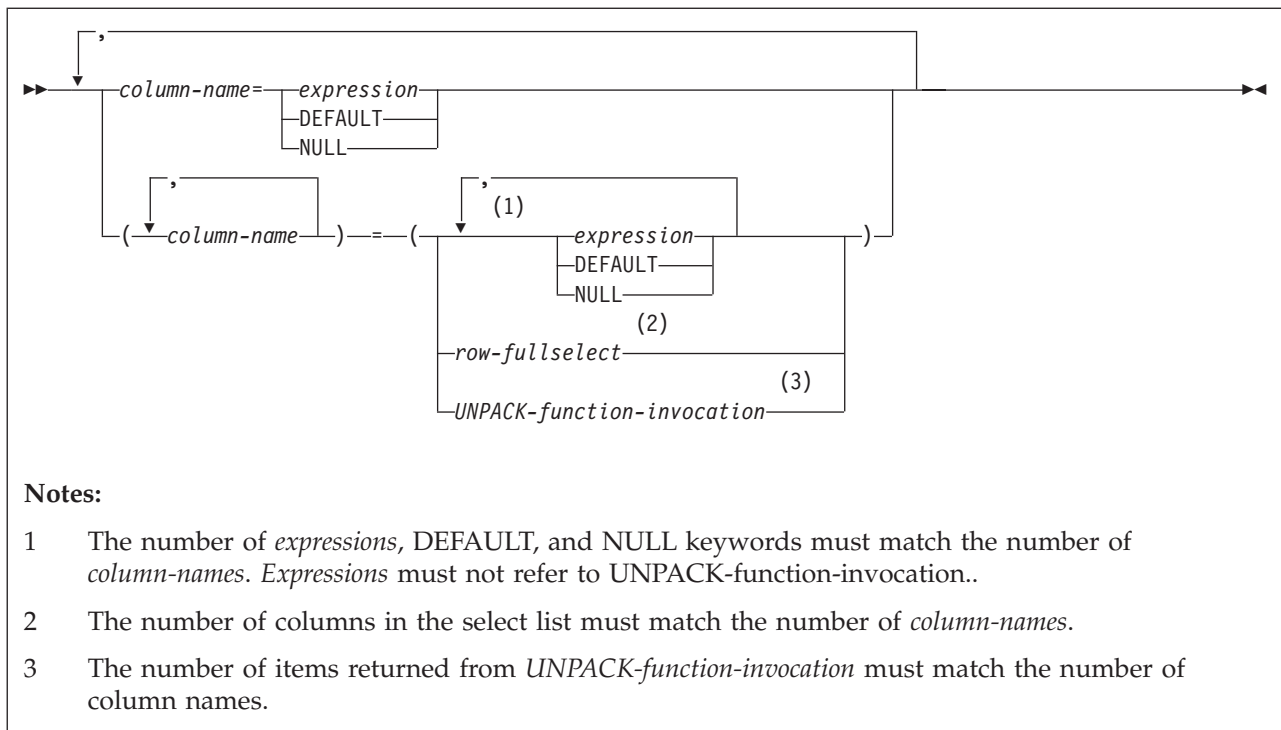 ,
column-name= expression
DEFAULT
NULL
, ,
(1)
( column-name ) = ( expression )
DEFAULT
NULL
(2)
row-fullselect
(3)
UNPACK-function-invocation
Notes:
1 The number of expressions, DEFAULT, and NULL keywords must match the number of
column-names. Expressions must not refer to UNPACK-function-invocation..
2 The number of columns in the select list must match the number of column-names.
3 The number of items returned from UNPACK-function-invocation must match the number of
column names.